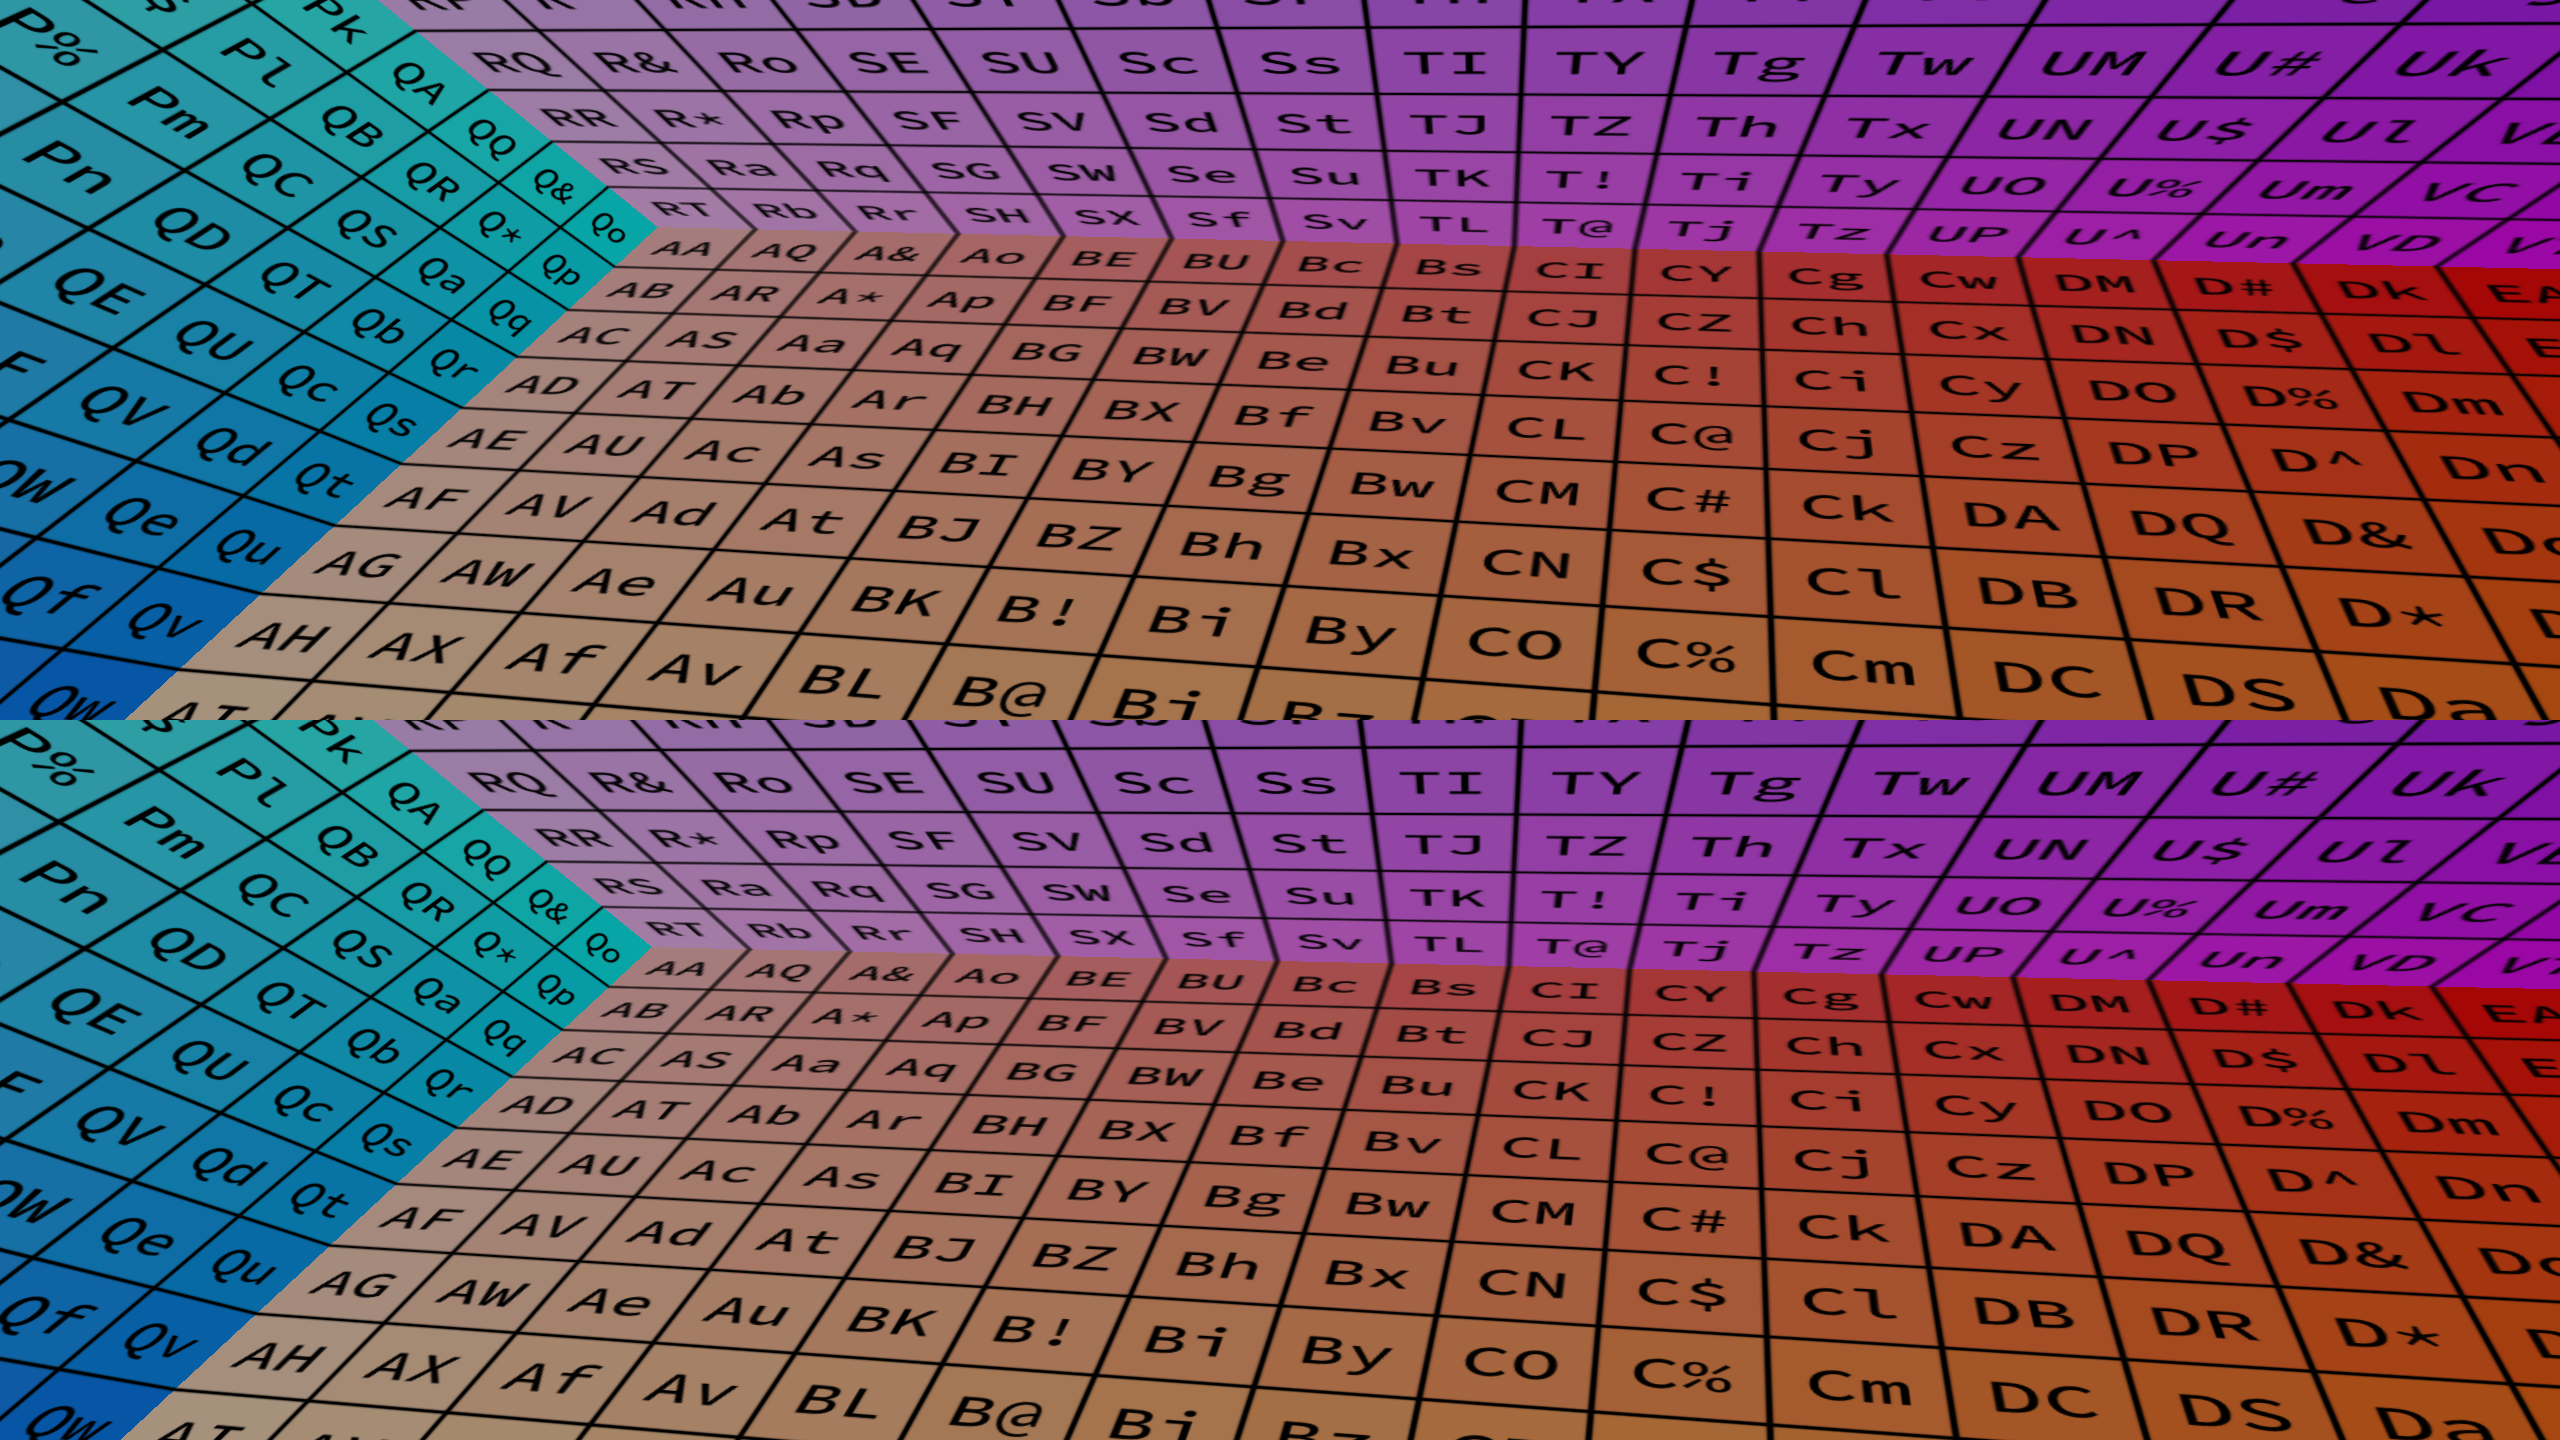 P% $ Pk
Pl QA RQ R& Ro SE SU Sc Ss TI TY Tg Tw UM U# Uk
Pm QB QQ RR R* Rp SF SV Sd St TJ TZ Th Tx UN U$ Ul
Pn QC QR Q& RS Ra Rq SG SW Se Su TK T! Ti Ty UO U% Um VC
QD QS Q* Qo RT Rb Rr SH SX Sf Sv TL T@ Tj Tz UP U^ Un VD
QE QT Qa Qp AA AQ A& Ao BE BU Bc Bs CI CY Cg Cw DM D# Dk EA
QU Qb Qq AB AR A* Ap BF BV Bd Bt CJ CZ Ch Cx DN D$ Dl
F QV Qc Qr AC AS Aa Aq BG BW Be Bu CK C! Ci Cy DO D% Dm
QW Qd Qs AD AT Ab Ar BH BX Bf Bv CL C@ Cj Cz DP D^ Dn
Qe Qt AE AU Ac As BI BY Bg Bw CM C# Ck DA DQ D& Do
Qf Qu AF AV Ad At BJ BZ Bh Bx CN C$ Cl DB DR D*
Qv AG AW Ae Au BK B! Bi By CO C% Cm DC DS Da
Qw AH AX Af Av BL B@ Bj Bz
AI
P% $ Pk
Pl QA RQ R& Ro SE SU Sc Ss TI TY Tg Tw UM U# Uk
Pm QB QQ RR R* Rp SF SV Sd St TJ TZ Th Tx UN U$ Ul
Pn QC QR Q& RS Ra Rq SG SW Se Su TK T! Ti Ty UO U% Um VC
QD QS Q* Qo RT Rb Rr SH SX Sf Sv TL T@ Tj Tz UP U^ Un VD
QE QT Qa Qp AA AQ A& Ao BE BU Bc Bs CI CY Cg Cw DM D# Dk EA
QU Qb Qq AB AR A* Ap BF BV Bd Bt CJ CZ Ch Cx DN D$ Dl
F QV Qc Qr AC AS Aa Aq BG BW Be Bu CK C! Ci Cy DO D% Dm
QW Qd Qs AD AT Ab Ar BH BX Bf Bv CL C@ Cj Cz DP D^ Dn
Qe Qt AE AU Ac As BI BY Bg Bw CM C# Ck DA DQ D& Do
Qf Qu AF AV Ad At BJ BZ Bh Bx CN C$ Cl DB DR D*
Qv AG AW Ae Au BK B! Bi By CO C% Cm DC DS Da
Qw AH AX Af Av BL B@ Bj Bz
AI